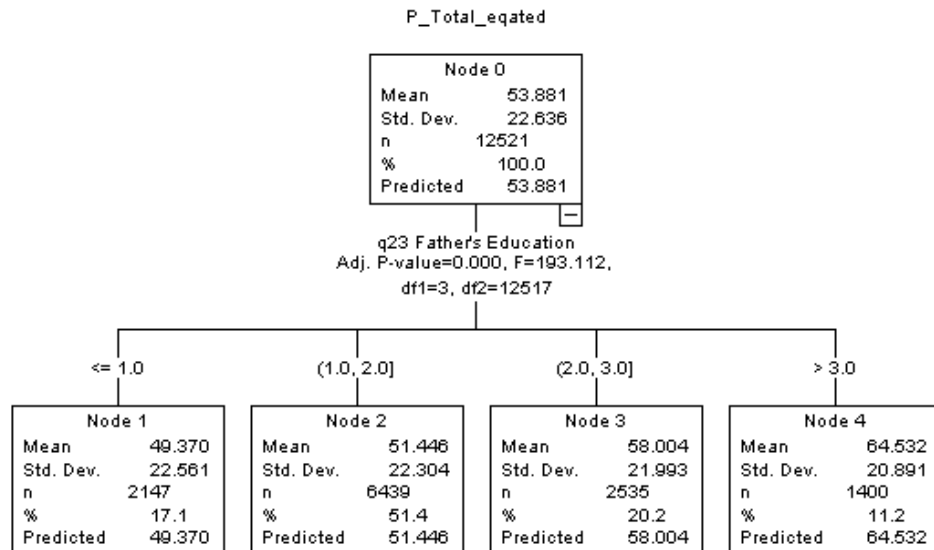 P_Total_eqated
Node 0
Mean 53.881
Std. Dev. 22.636
n 12521
% 100.0
Predicted 53.881
q23 Father's Education
Adj. P-value=0.000, F=193.112,
df1=3, df2=12517
<= 1.0
(1.0, 2.0]
(2.0, 3.0]
> 3.0
Node 1
Mean 49.370
Std. Dev. 22.561
n 2147
% 17.1
Predicted 49.370
Node 2
Mean 51.446
Std. Dev. 22.304
n 6439
% 51.4
Predicted 51.446
Node 3
Mean 58.004
Std. Dev. 21.993
n 2535
% 20.2
Predicted 58.004
Node 4
Mean 64.532
Std. Dev. 20.891
n 1400
% 11.2
Predicted 64.532